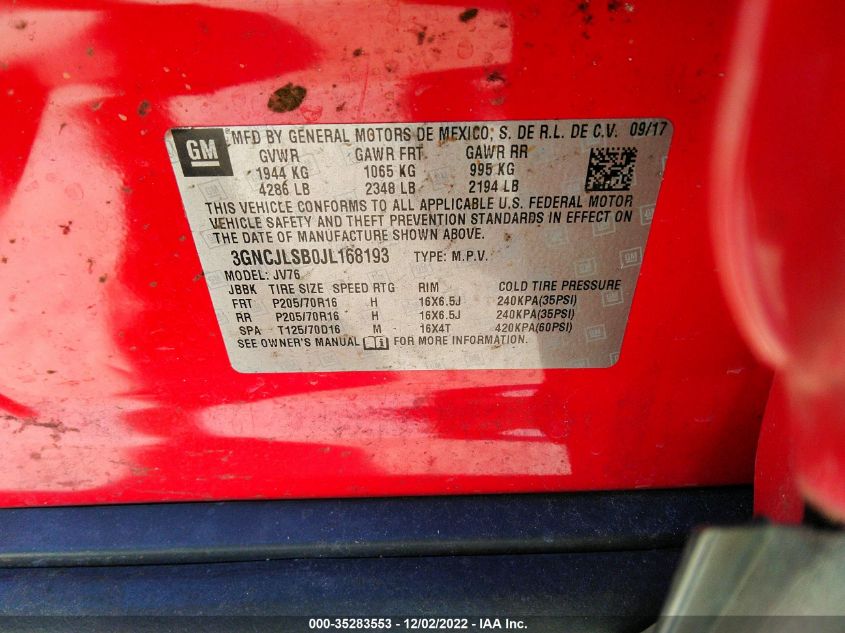 GM
MFD BY GENERAL MOTORS DE MEXICO, S. DE R.L. DE C.V. 09/17
GVWR GAWR FRT GAWR RR
1944 KG 1065 KG 995 KG
4286 LB 2348 LB 2194 LB
THIS VEHICLE CONFORMS TO ALL APPLICABLE U.S. FEDERAL MOTOR
VEHICLE SAFETY AND THEFT PREVENTION STANDARDS IN EFFECT ON
THE DATE OF MANUFACTURE SHOWN ABOVE.
3GNCJLSB0JL168193 TYPE: M.P.V.
MODEL: JV76
JBBK TIRE SIZE SPEED RTG RIM COLD TIRE PRESSURE
FRT P205/70R16 H 16X6.5J 240KPA(35PSI)
RR P205/70R16 H 16X6.5J 240KPA(35PSI)
SPA T125/70D16 M 16X4T 420KPA(60PSI)
SEE OWNER'S MANUAL FOR MORE INFORMATION.
000-35283553 - 12/02/2022 - IAA Inc.